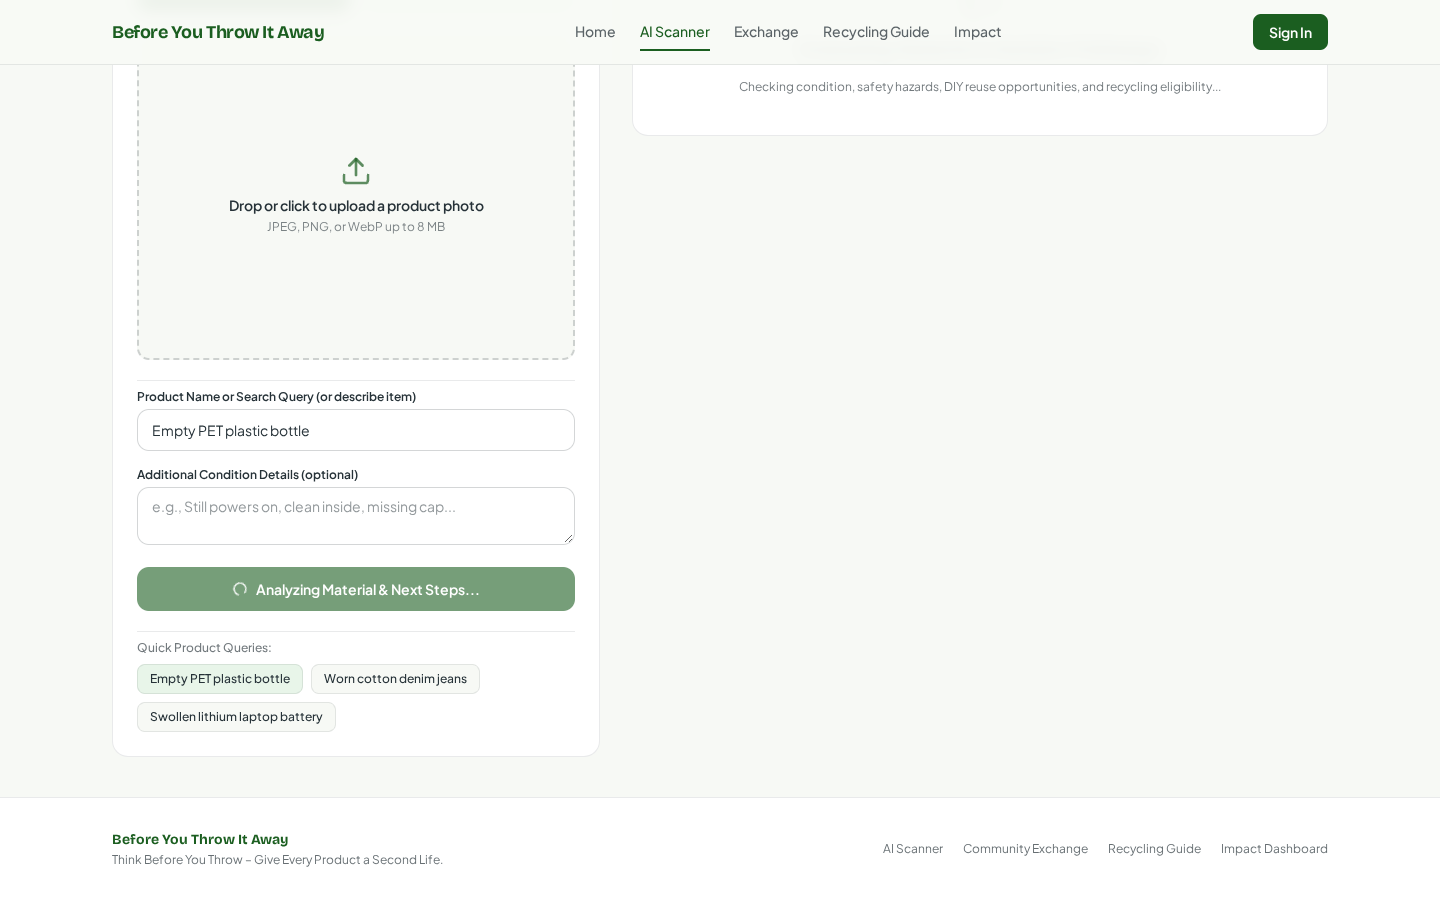 Before You Throw It Away
Home
AI Scanner
Exchange
Recycling Guide
Impact
Sign In
Drop or click to upload a product photo
JPEG, PNG, or WebP up to 8 MB
Product Name or Search Query (or describe item)
Empty PET plastic bottle
Additional Condition Details (optional)
e.g., Still powers on, clean inside, missing cap...
Analyzing Material & Next Steps...
Quick Product Queries:
Empty PET plastic bottle
Worn cotton denim jeans
Swollen lithium laptop battery
Checking condition, safety hazards, DIY reuse opportunities, and recycling eligibility...
Before You Throw It Away
Think Before You Throw – Give Every Product a Second Life.
AI Scanner
Community Exchange
Recycling Guide
Impact Dashboard